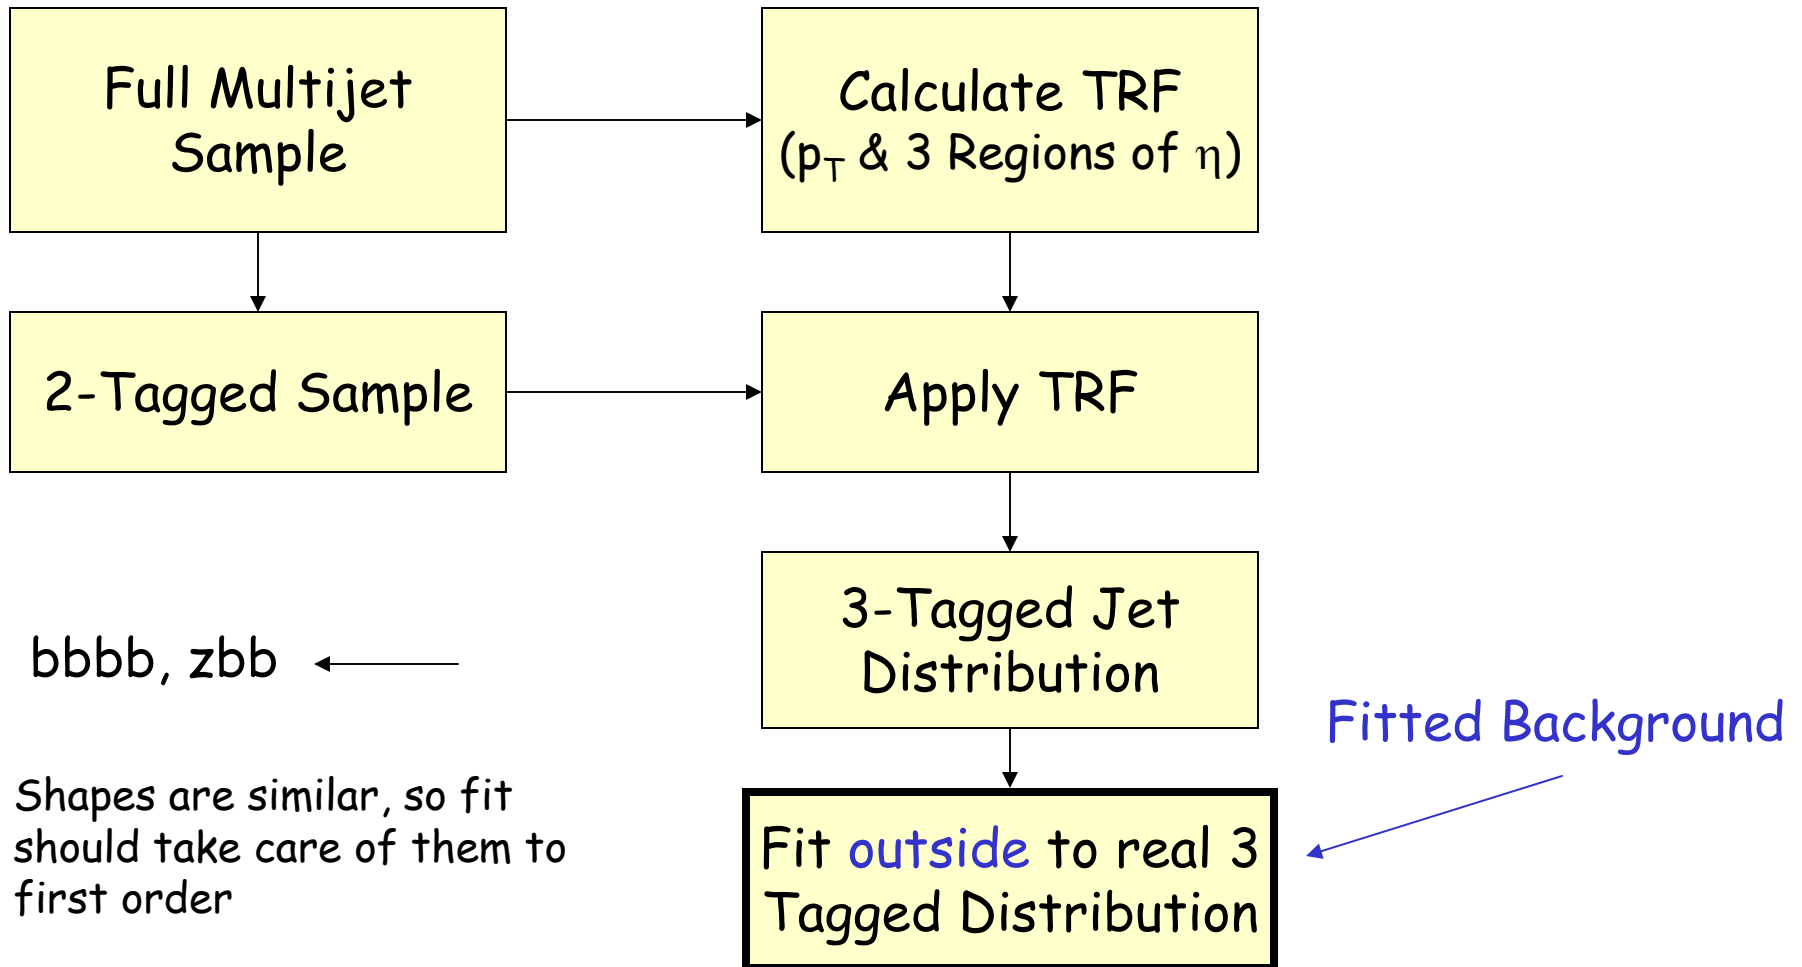 Full Multijet
Sample
Calculate TRF
(pT & 3 Regions of η)
2-Tagged Sample
Apply TRF
3-Tagged Jet
Distribution
bbbb, zbb
Fitted Background
Shapes are similar, so fit
should take care of them to
first order
Fit outside to real 3
Tagged Distribution